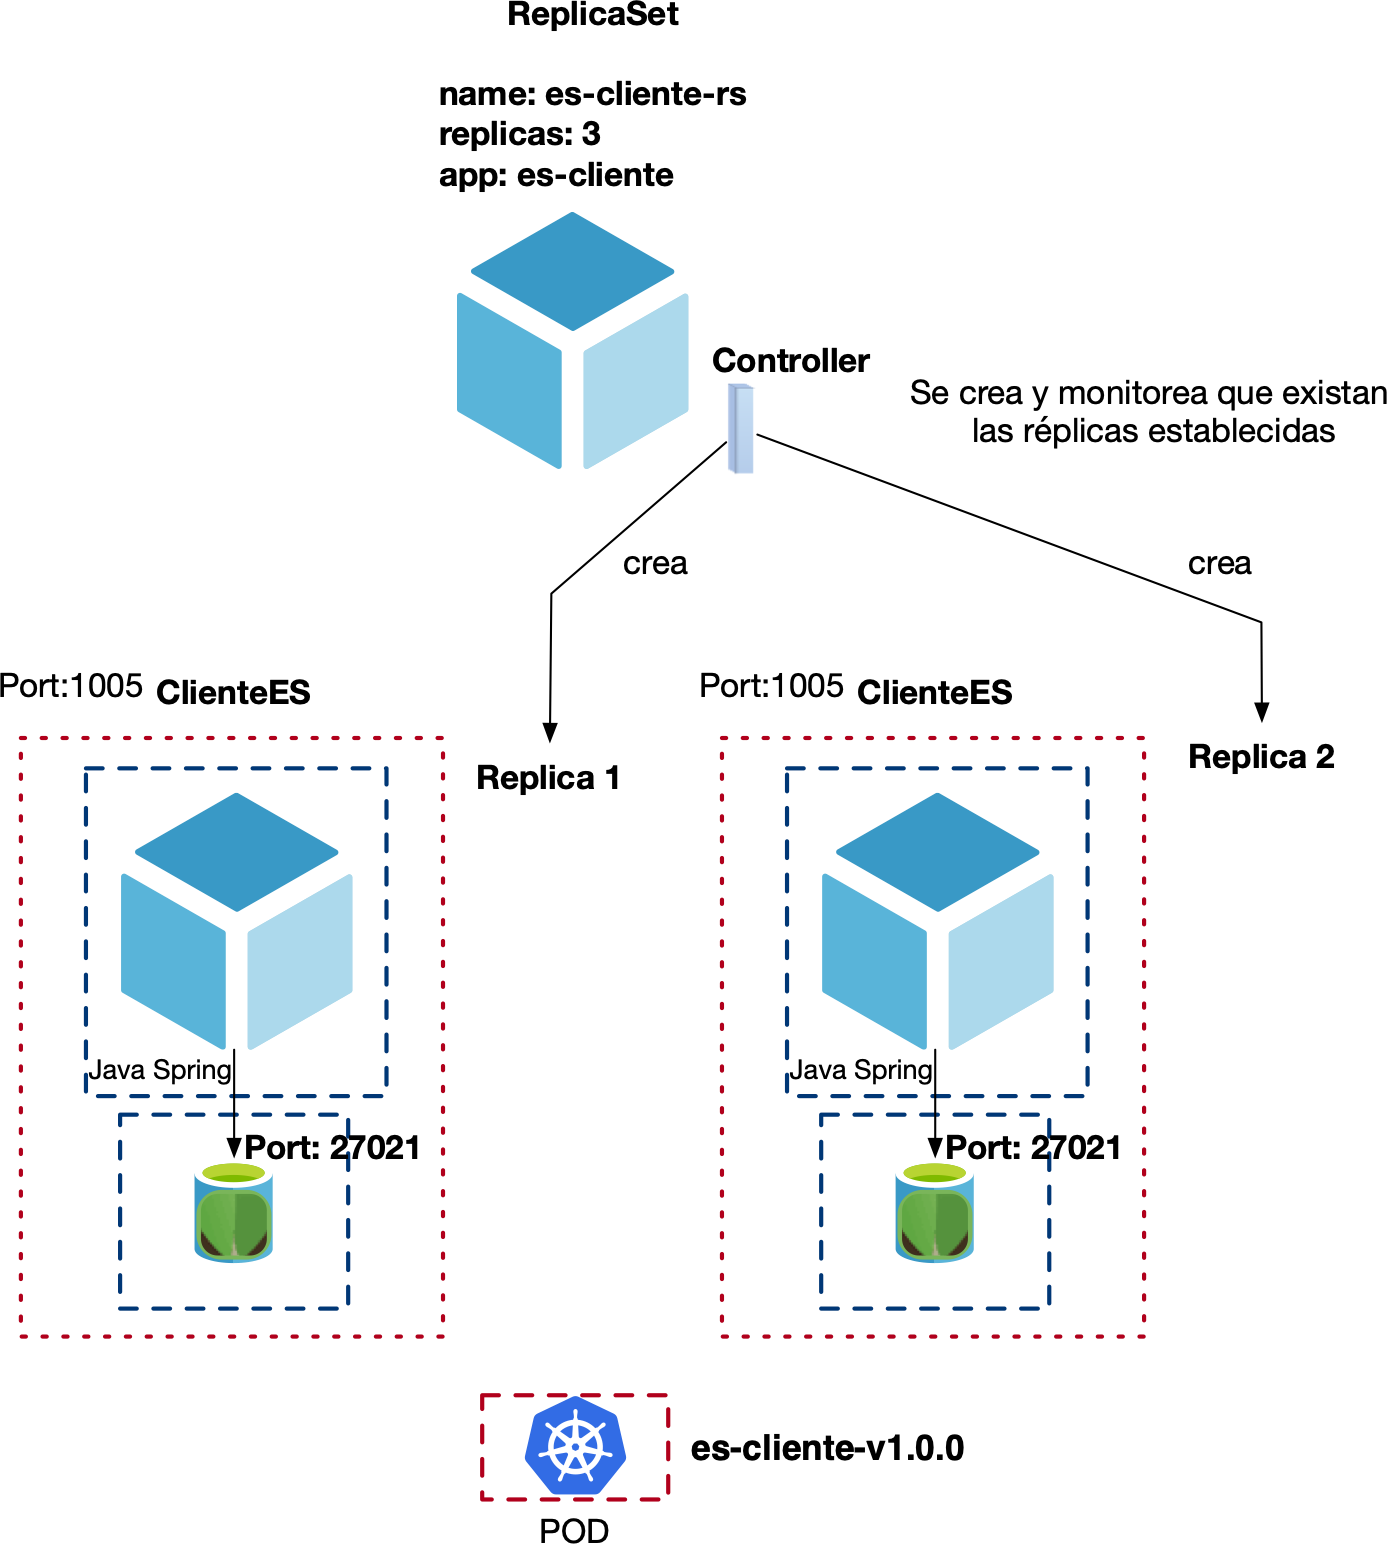 ReplicaSet
name: es-cliente-rs
replicas: 3
app: es-cliente
Controller
Se crea y monitorea que existan
las réplicas establecidas
crea
crea
Port:1005 ClienteES
Port:1005 ClienteES
Replica 1
Replica 2
Java Spring
Java Spring
Port: 27021
Port: 27021
es-cliente-v1.0.0
POD